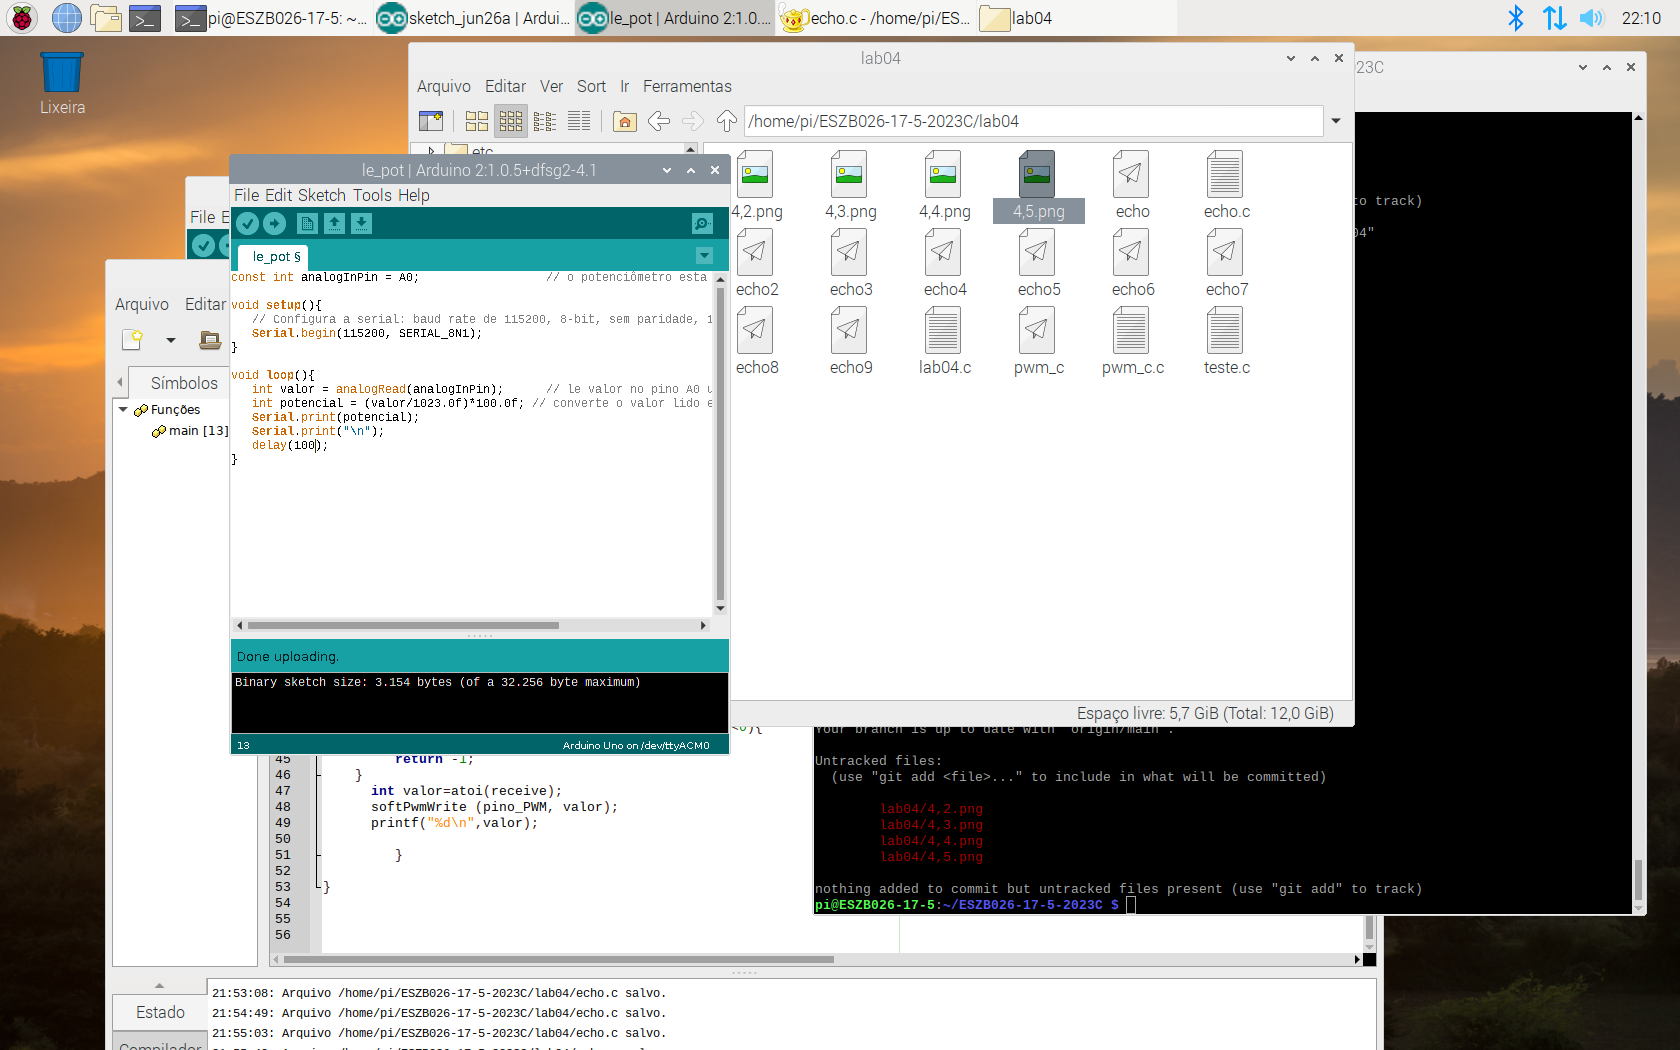 pi@ESZB026-17-5: ~...
sketch_jun26a | Ardui...
le_pot | Arduino 2:1.0....
echo.c - /home/pi/ES...
lab04
22:10
Lixeira
lab04
Arquivo Editar Ver Sort Ir Ferramentas
/home/pi/ESZB026-17-5-2023C/lab04
etc
4,2.png
4,3.png
4,4.png
4,5.png
echo
echo.c
echo2
echo3
echo4
echo5
echo6
echo7
echo8
echo9
lab04.c
pwm_c
pwm_c.c
teste.c
Espaço livre: 5,7 GiB (Total: 12,0 GiB)
23C
to track)
04"
le_pot | Arduino 2:1.0.5+dfsg2-4.1
File Edit Sketch Tools Help
le_pot §
const int analogInPin = A0; // o potenciômetro esta
void setup(){
// Configura a serial: baud rate de 115200, 8-bit, sem paridade, 1
Serial.begin(115200, SERIAL_8N1);
}
void loop(){
int valor = analogRead(analogInPin); // le valor no pino A0 u
int potencial = (valor/1023.0f)*100.0f; // converte o valor lido e
Serial.print(potencial);
Serial.print("\n");
delay(100);
}
Done uploading.
Binary sketch size: 3.154 bytes (of a 32.256 byte maximum)
13
Arduino Uno on /dev/ttyACM0
File E
Arquivo Editar
Símbolos
Funções
main [13]
<0){
45 return -1;
46 }
47 int valor=atoi(receive);
48 softPwmWrite (pino_PWM, valor);
49 printf("%d\n",valor);
50
51 }
52
53 }
54
55
56
Your branch is up to date with 'origin/main'.
Untracked files:
(use "git add <file>..." to include in what will be committed)
lab04/4,2.png
lab04/4,3.png
lab04/4,4.png
lab04/4,5.png
nothing added to commit but untracked files present (use "git add" to track)
pi@ESZB026-17-5:~/ESZB026-17-5-2023C $
Estado
Compilador
21:53:08: Arquivo /home/pi/ESZB026-17-5-2023C/lab04/echo.c salvo.
21:54:49: Arquivo /home/pi/ESZB026-17-5-2023C/lab04/echo.c salvo.
21:55:03: Arquivo /home/pi/ESZB026-17-5-2023C/lab04/echo.c salvo.